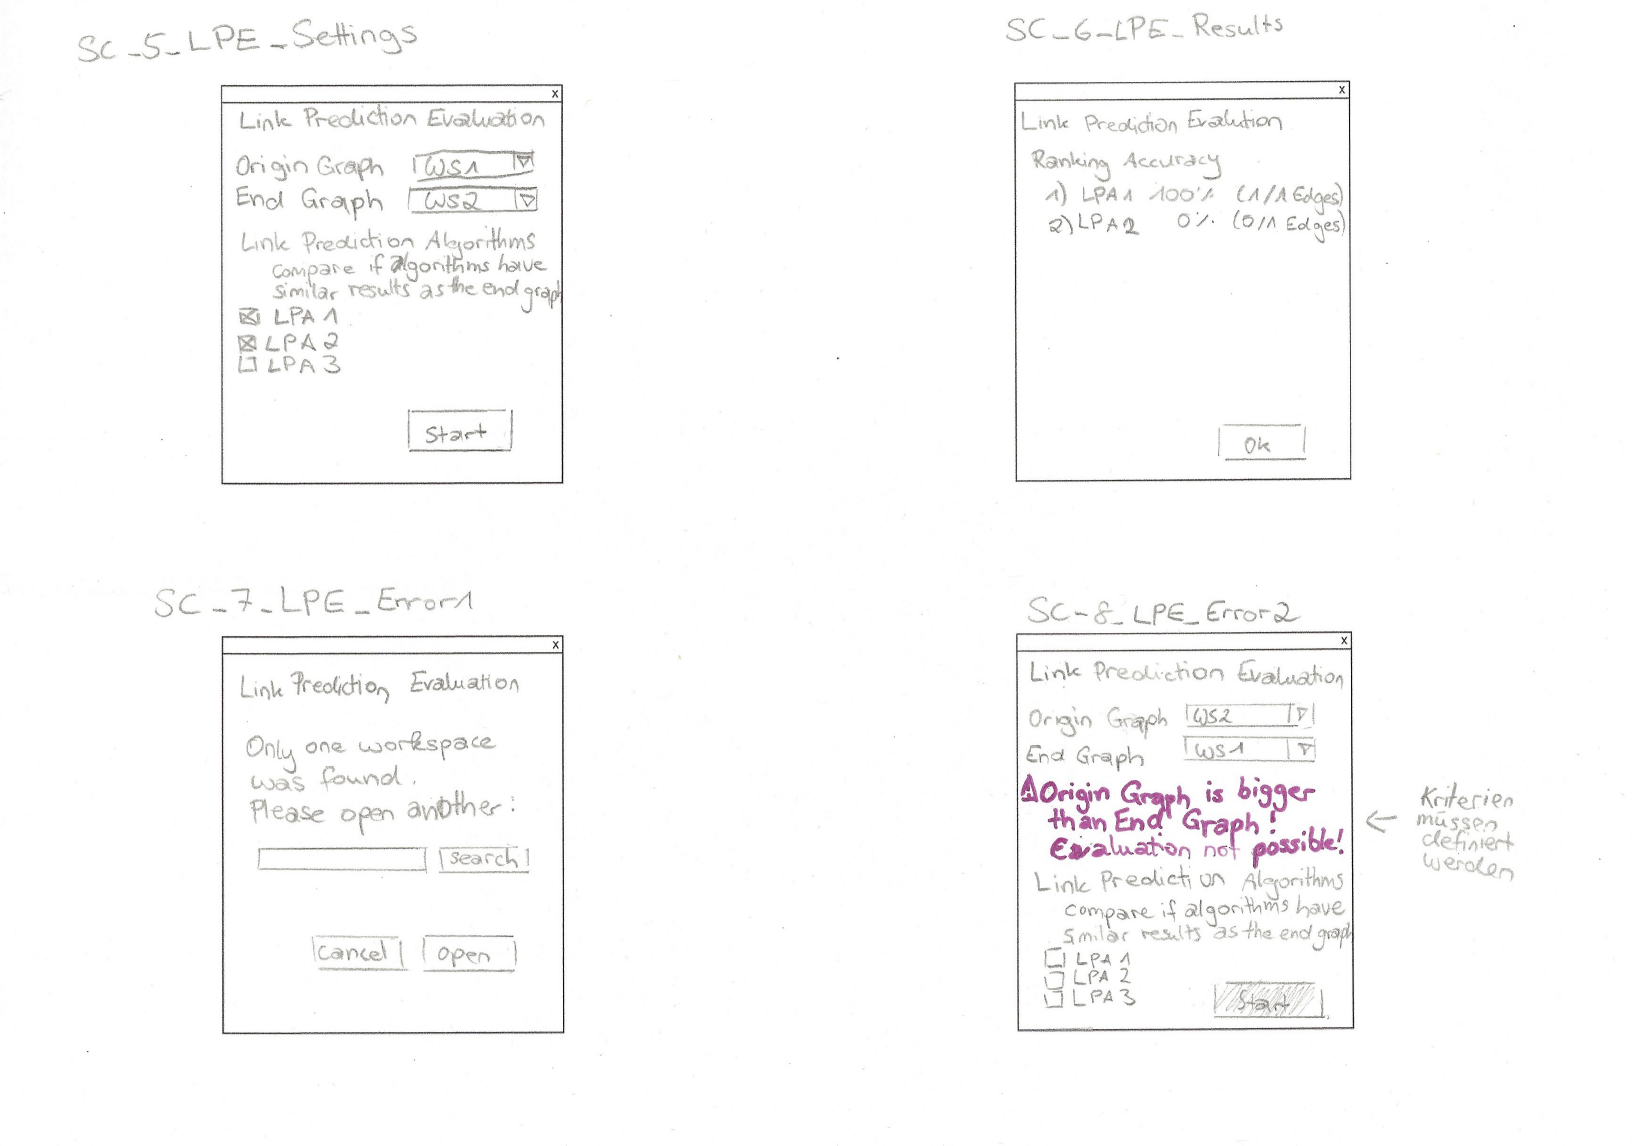 SC_5_LPE_Settings
x
Link Prediction Evaluation
Origin Graph WS1
End Graph WS2
Link Prediction Algorithms
compare if algorithms have
similar results as the end graph
LPA 1
LPA 2
LPA 3
Start
SC_6_LPE_Results
x
Link Prediction Evalution
Ranking Accuracy
1) LPA1 100% (1/1 Edges)
2) LPA2 0% (0/1 Edges)
Ok
SC_7_LPE_Error1
x
Link Prediction Evaluation
Only one workspace
was found.
Please open another:
search
cancel open
SC-8_LPE_Error2
x
Link Prediction Evaluation
Origin Graph WS2
End Graph WS1
Origin Graph is bigger
than End Graph!
Evaluation not possible!
Link Prediction Algorithms
compare if algorithms have
similar results as the end graph
LPA 1
LPA 2
LPA 3
Start
Kriterien
müssen
definiert
werden